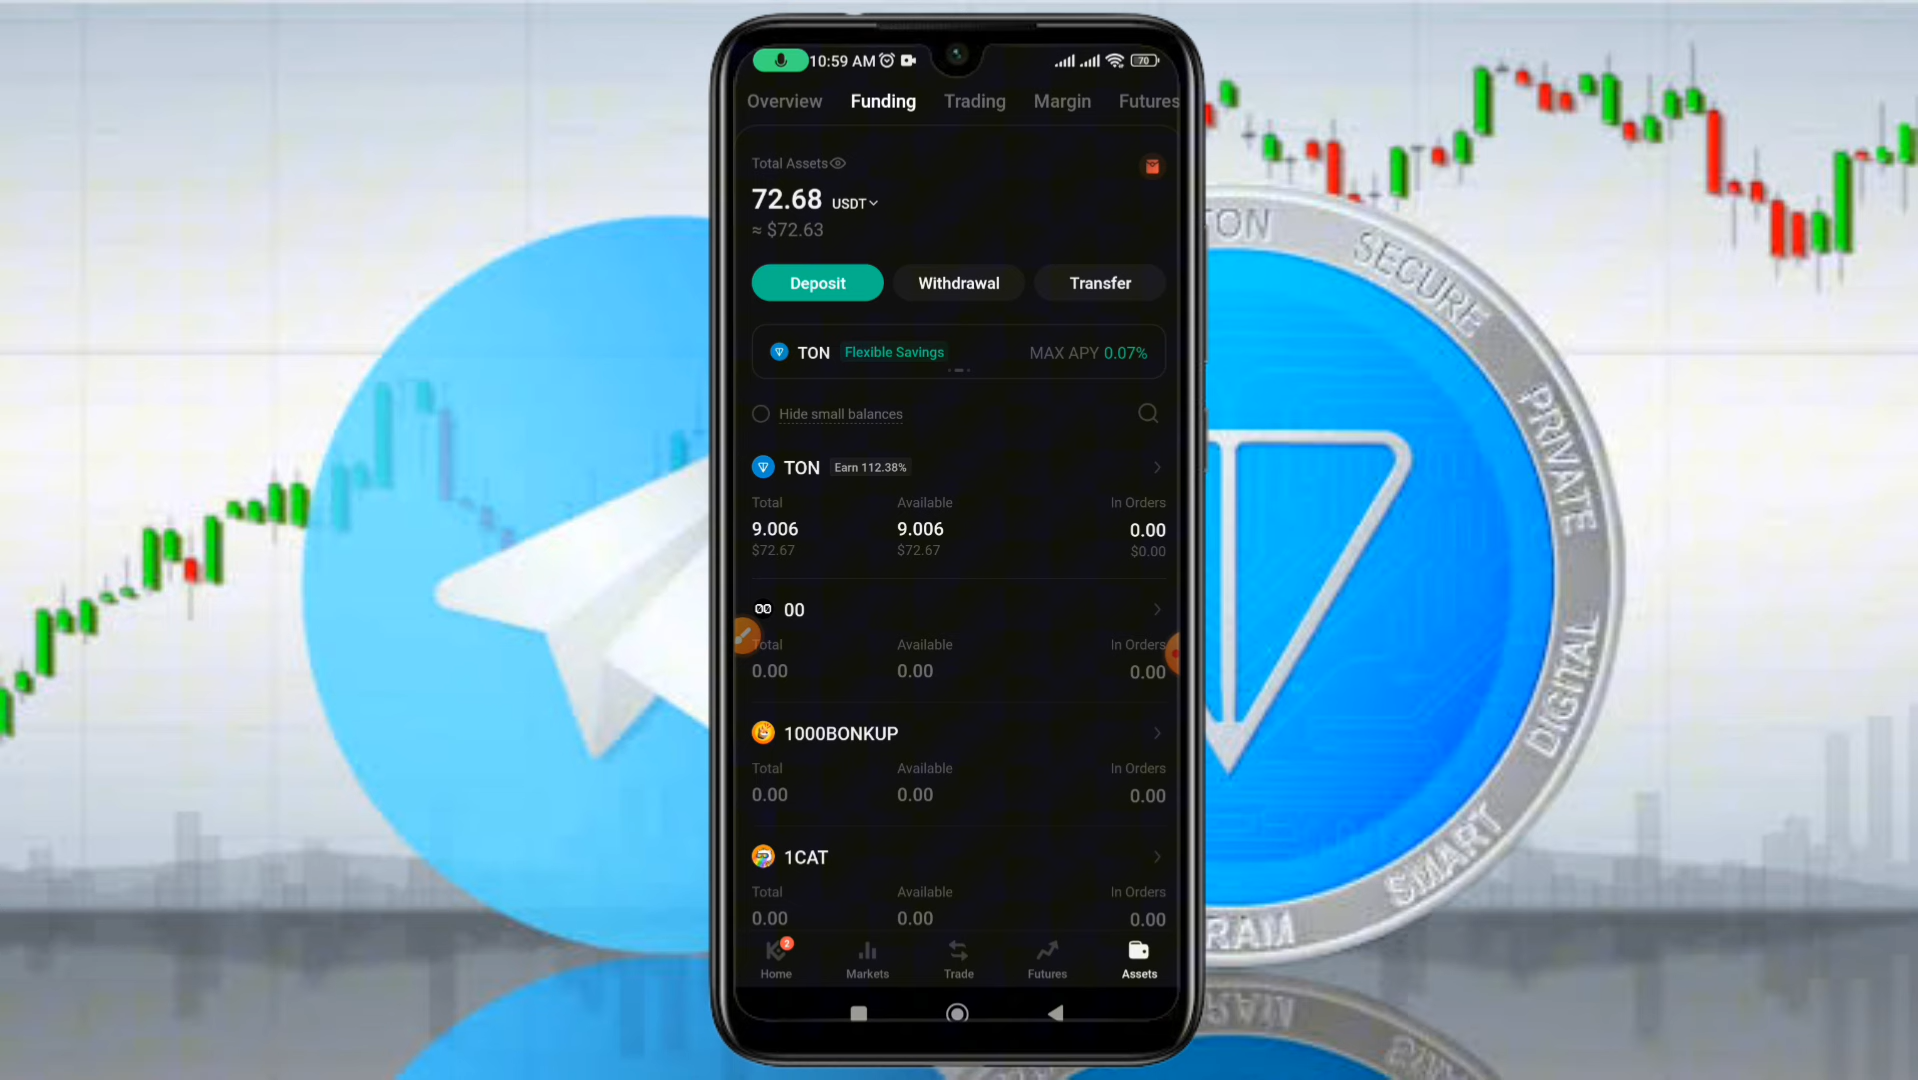 10:59 AM
70
Overview Funding Trading Margin Futures
Total Assets
72.68 USDT
≈ $72.63
Deposit Withdrawal Transfer
TON Flexible Savings MAX APY 0.07%
Hide small balances
TON Earn 112.38%
Total Available In Orders
9.006 9.006 0.00
$72.67 $72.67 $0.00
00 00
Total Available In Orders
0.00 0.00 0.00
1000BONKUP
Total Available In Orders
0.00 0.00 0.00
1CAT
Total Available In Orders
0.00 0.00 0.00
2
Home Markets Trade Futures Assets
TON
SECURE
PRIVATE
DIGITAL
SMART
RAM